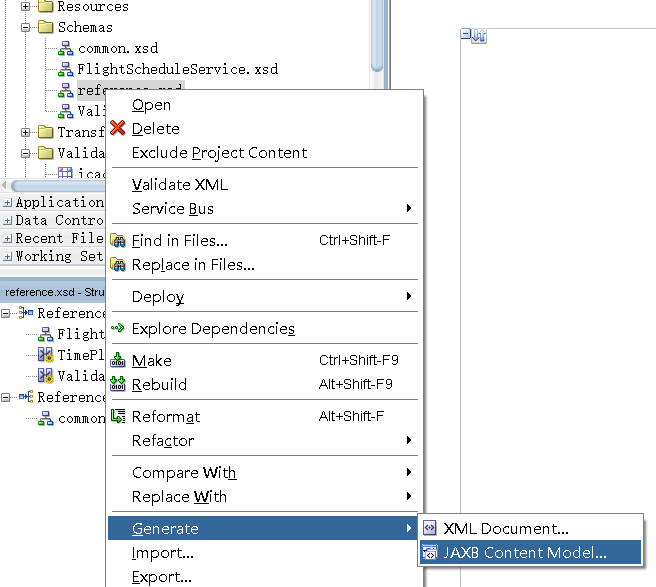 Resources
Schemas
common.xsd
FlightScheduleService.xsd
reference.xsd
Vali
Transf
Valida
icao
Application
Data Contro
Recent File
Working Set
reference.xsd - Stru
Reference
Flight
TimePl
Valida
Reference
common
Open
Delete
Exclude Project Content
Validate XML
Service Bus
Find in Files... Ctrl+Shift-F
Replace in Files...
Deploy
Explore Dependencies
Make Ctrl+Shift-F9
Rebuild Alt+Shift-F9
Reformat Alt+Shift-F
Refactor
Compare With
Replace With
Generate
Import...
Export...
XML Document...
JAXB Content Model...